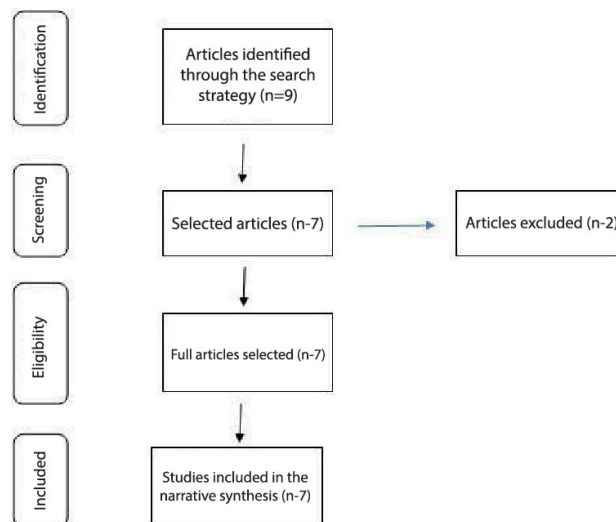 Identification
Articles identified
through the search
strategy (n=9)
Screening
Selected articles (n-7)
Articles excluded (n-2)
Eligibility
Full articles selected (n-7)
Included
Studies included in the
narrative synthesis (n-7)